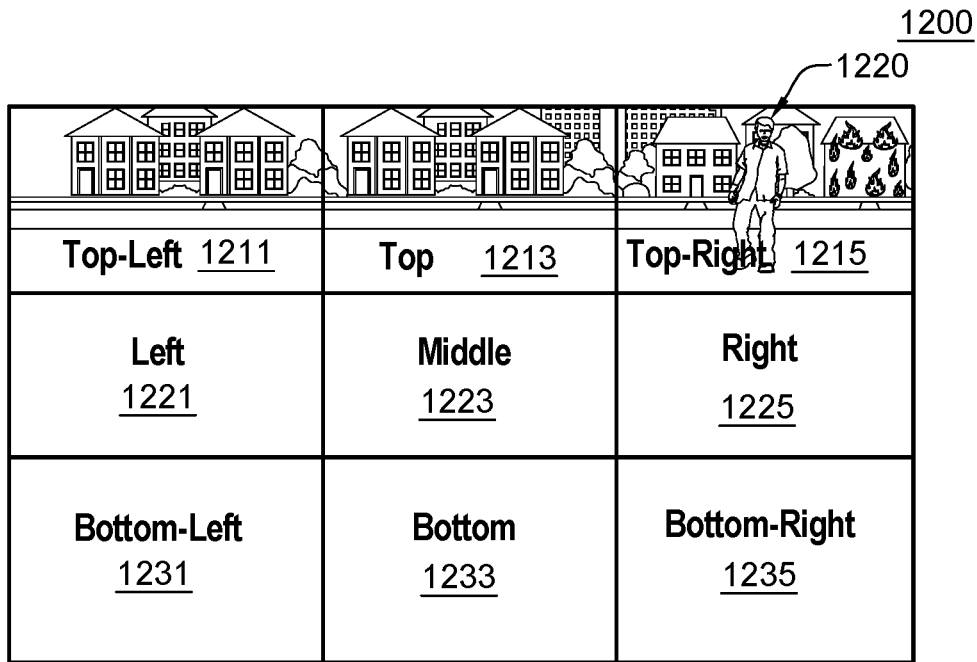 1200
1220
Top-Left 1211 Top 1213 Top-Right 1215
Left Middle Right
1221 1223 1225
Bottom-Left Bottom Bottom-Right
1231 1233 1235